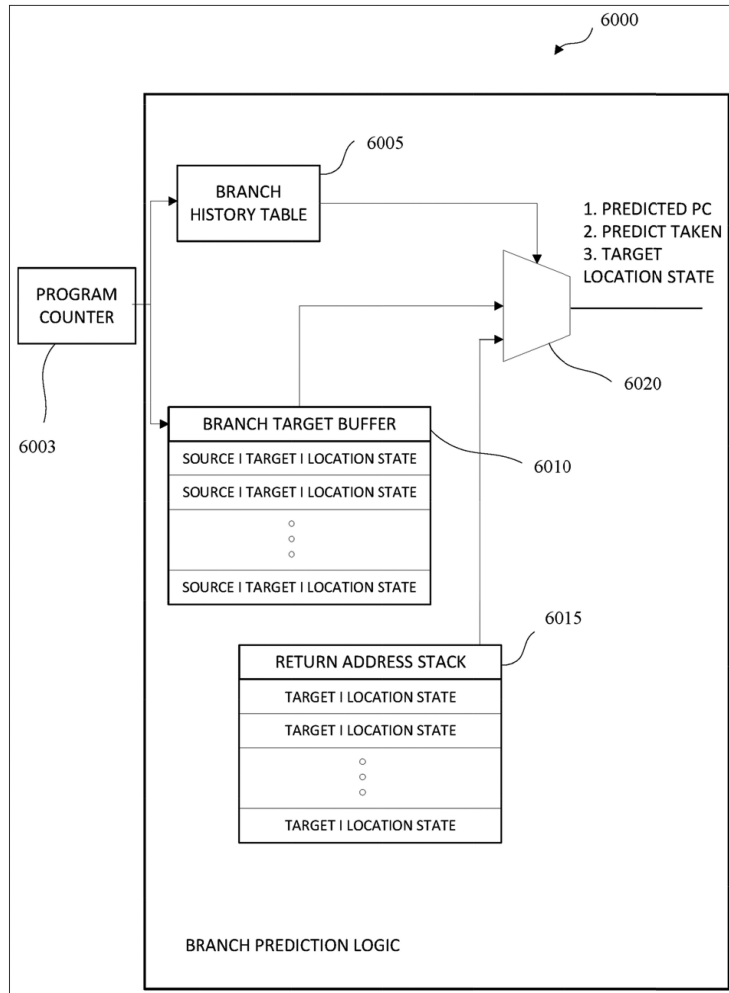 6000
6005
BRANCH
HISTORY TABLE
1. PREDICTED PC
2. PREDICT TAKEN
3. TARGET
LOCATION STATE
PROGRAM
COUNTER
6003
6020
BRANCH TARGET BUFFER
6010
SOURCE I TARGET I LOCATION STATE
SOURCE I TARGET I LOCATION STATE
SOURCE I TARGET I LOCATION STATE
6015
RETURN ADDRESS STACK
TARGET I LOCATION STATE
TARGET I LOCATION STATE
TARGET I LOCATION STATE
BRANCH PREDICTION LOGIC